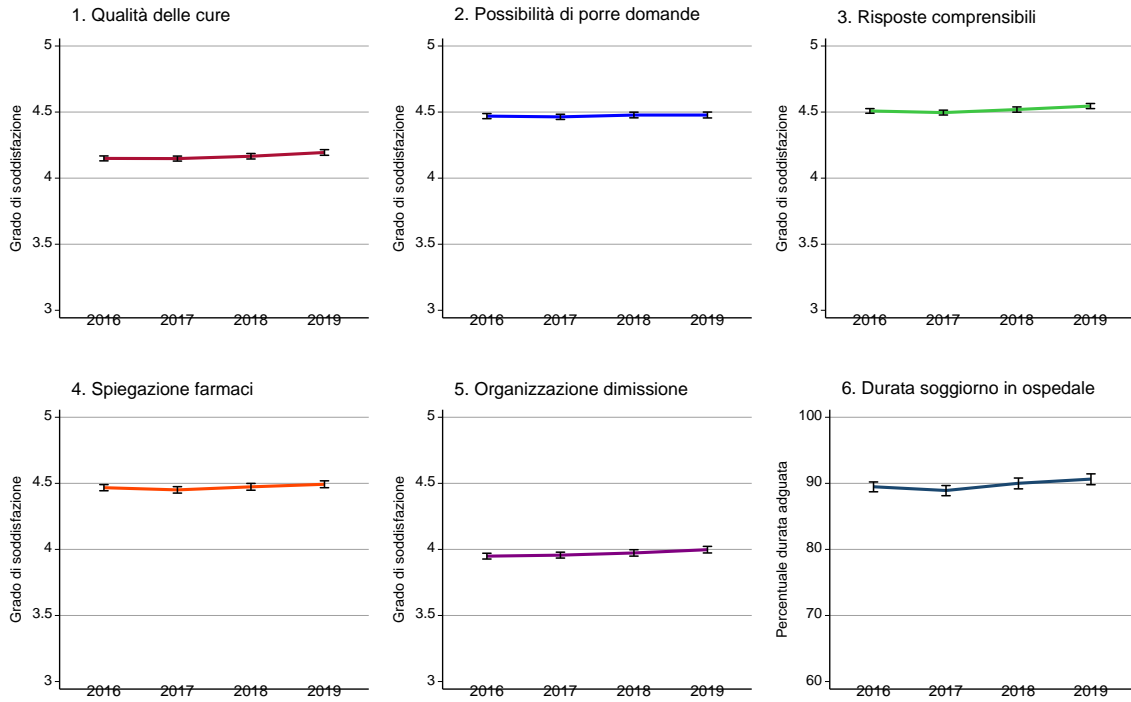 1. Qualità delle cure
5
4.5
4
3.5
3
Grado di soddisfazione
2016 2017 2018 2019
2. Possibilità di porre domande
5
4.5
4
3.5
3
Grado di soddisfazione
2016 2017 2018 2019
3. Risposte comprensibili
5
4.5
4
3.5
3
Grado di soddisfazione
2016 2017 2018 2019
4. Spiegazione farmaci
5
4.5
4
3.5
3
Grado di soddisfazione
2016 2017 2018 2019
5. Organizzazione dimissione
5
4.5
4
3.5
3
Grado di soddisfazione
2016 2017 2018 2019
6. Durata soggiorno in ospedale
100
90
80
70
60
Percentuale durata adguata
2016 2017 2018 2019